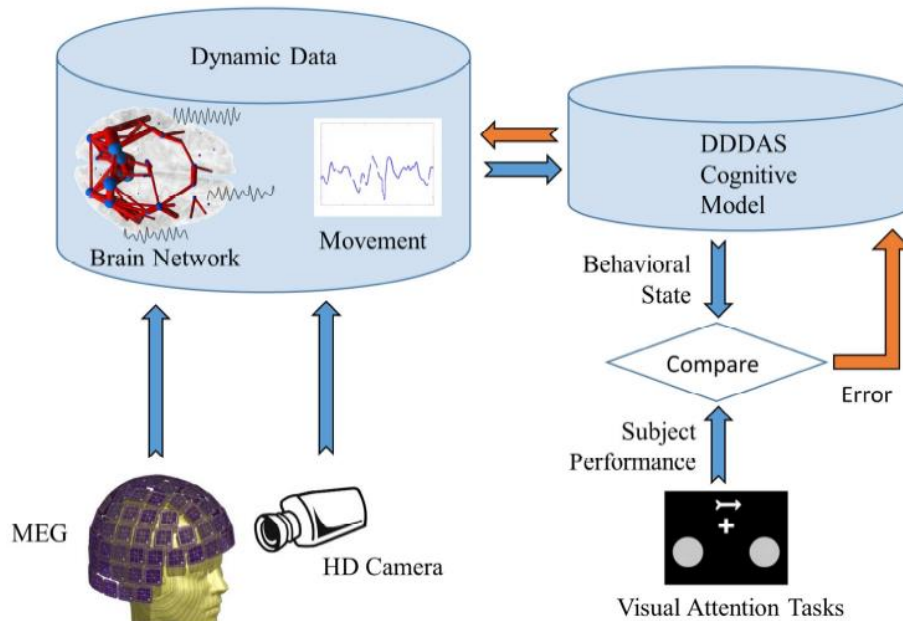 Dynamic Data
Brain Network
Movement
DDDAS
Cognitive
Model
Behavioral
State
Compare
Error
Subject
Performance
MEG
HD Camera
Visual Attention Tasks